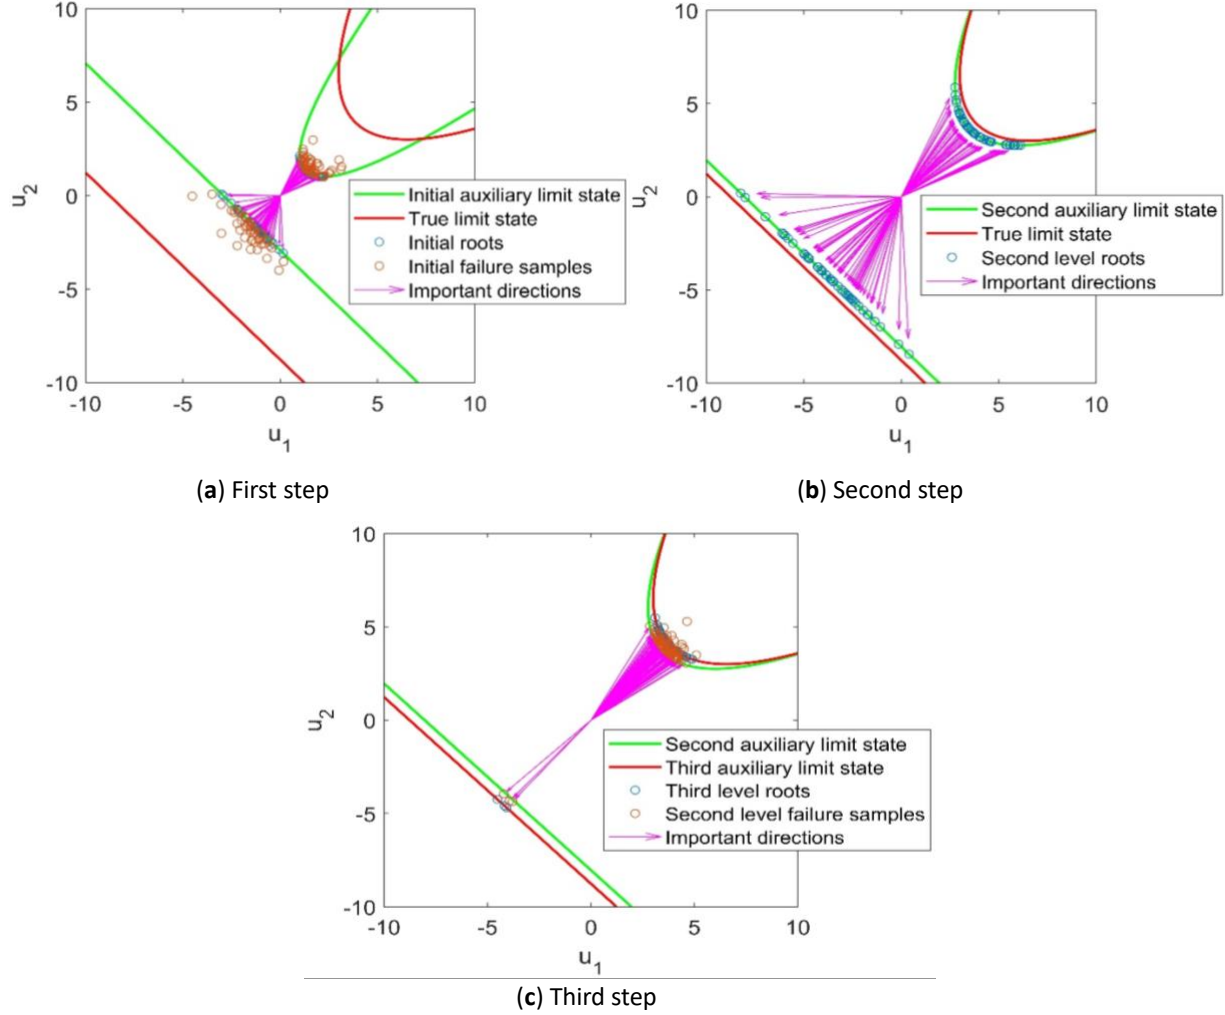 10
5
0
-5
-10
-10
-5
0
5
10
u2
u1
Initial auxiliary limit state
True limit state
Initial roots
Initial failure samples
Important directions
(a) First step
10
5
0
-5
-10
-10
-5
0
5
10
u2
u1
Second auxiliary limit state
True limit state
Second level roots
Important directions
(b) Second step
10
5
0
-5
-10
-10
-5
0
5
10
u2
u1
Second auxiliary limit state
Third auxiliary limit state
Third level roots
Second level failure samples
Important directions
(c) Third step